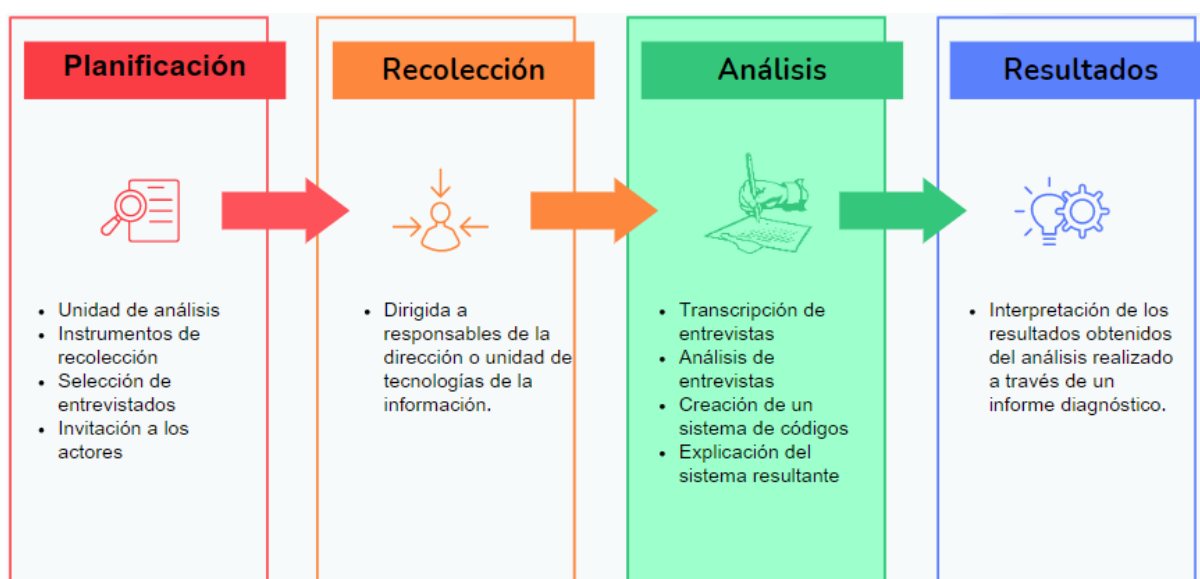 Planificación
Unidad de análisis
Instrumentos de
recolección
Selección de
entrevistados
Invitación a los
actores
Recolección
Dirigida a
responsables de la
dirección o unidad de
tecnologías de la
información.
Análisis
Transcripción de
entrevistas
Análisis de
entrevistas
Creación de un
sistema de códigos
Explicación del
sistema resultante
Resultados
Interpretación de los
resultados obtenidos
del análisis realizado
a través de un
informe diagnóstico.